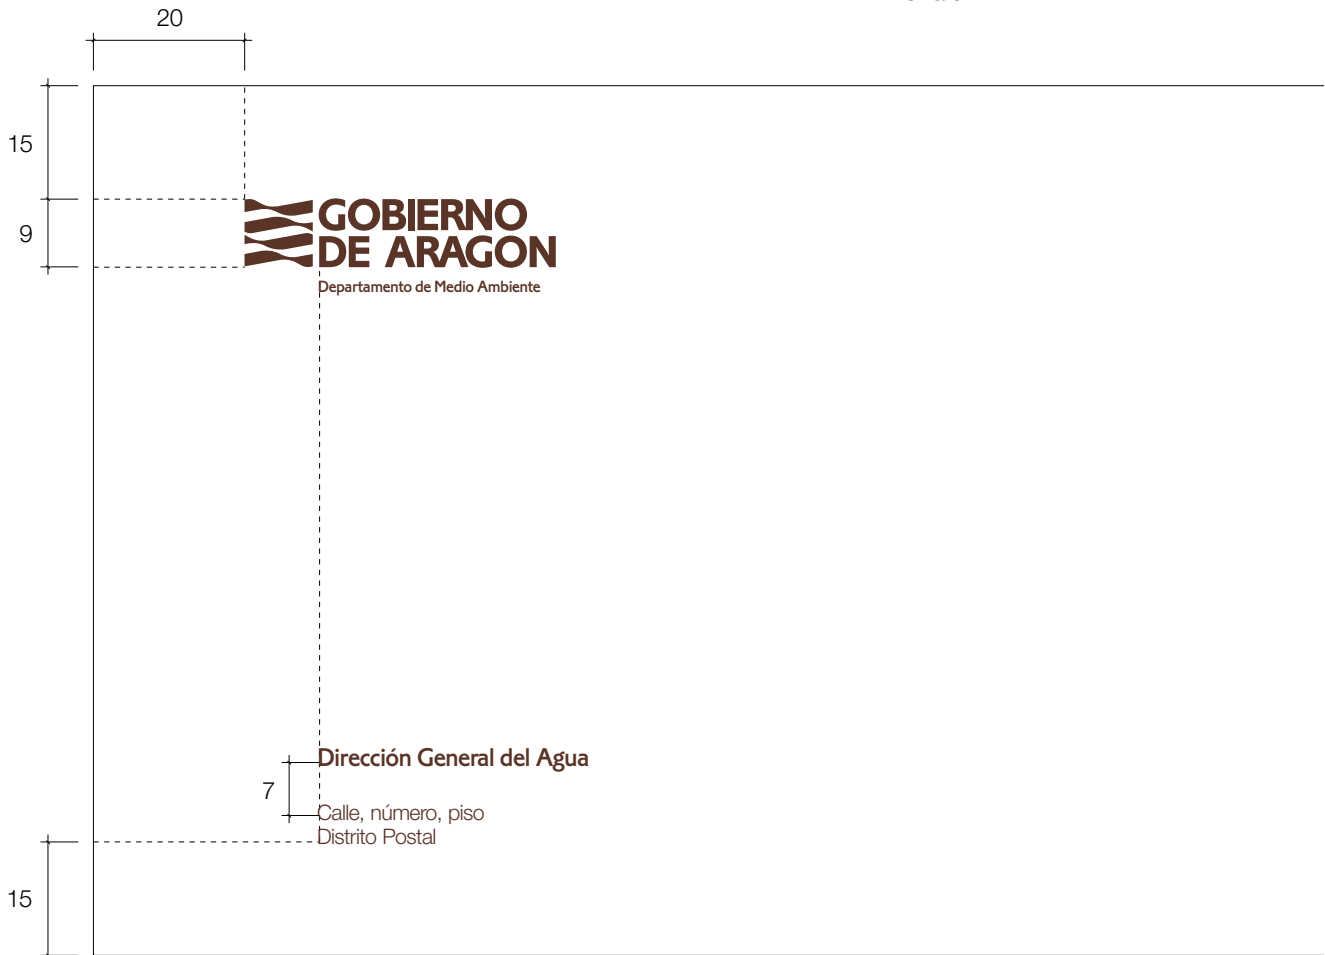 20
15
9
GOBIERNO
DE ARAGON
Departamento de Medio Ambiente
Dirección General del Agua
7
Calle, número, piso
Distrito Postal
15